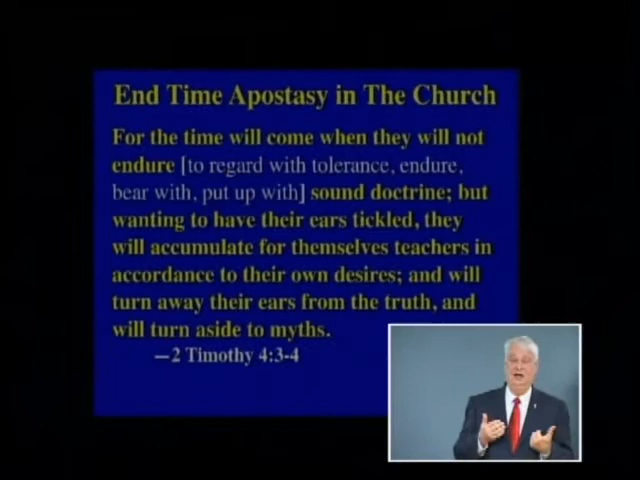 End Time Apostasy in The Church
For the time will come when they will not
endure [to regard with tolerance, endure,
bear with, put up with] sound doctrine; but
wanting to have their ears tickled, they
will accumulate for themselves teachers in
accordance to their own desires; and will
turn away their ears from the truth, and
will turn aside to myths.
—2 Timothy 4:3-4